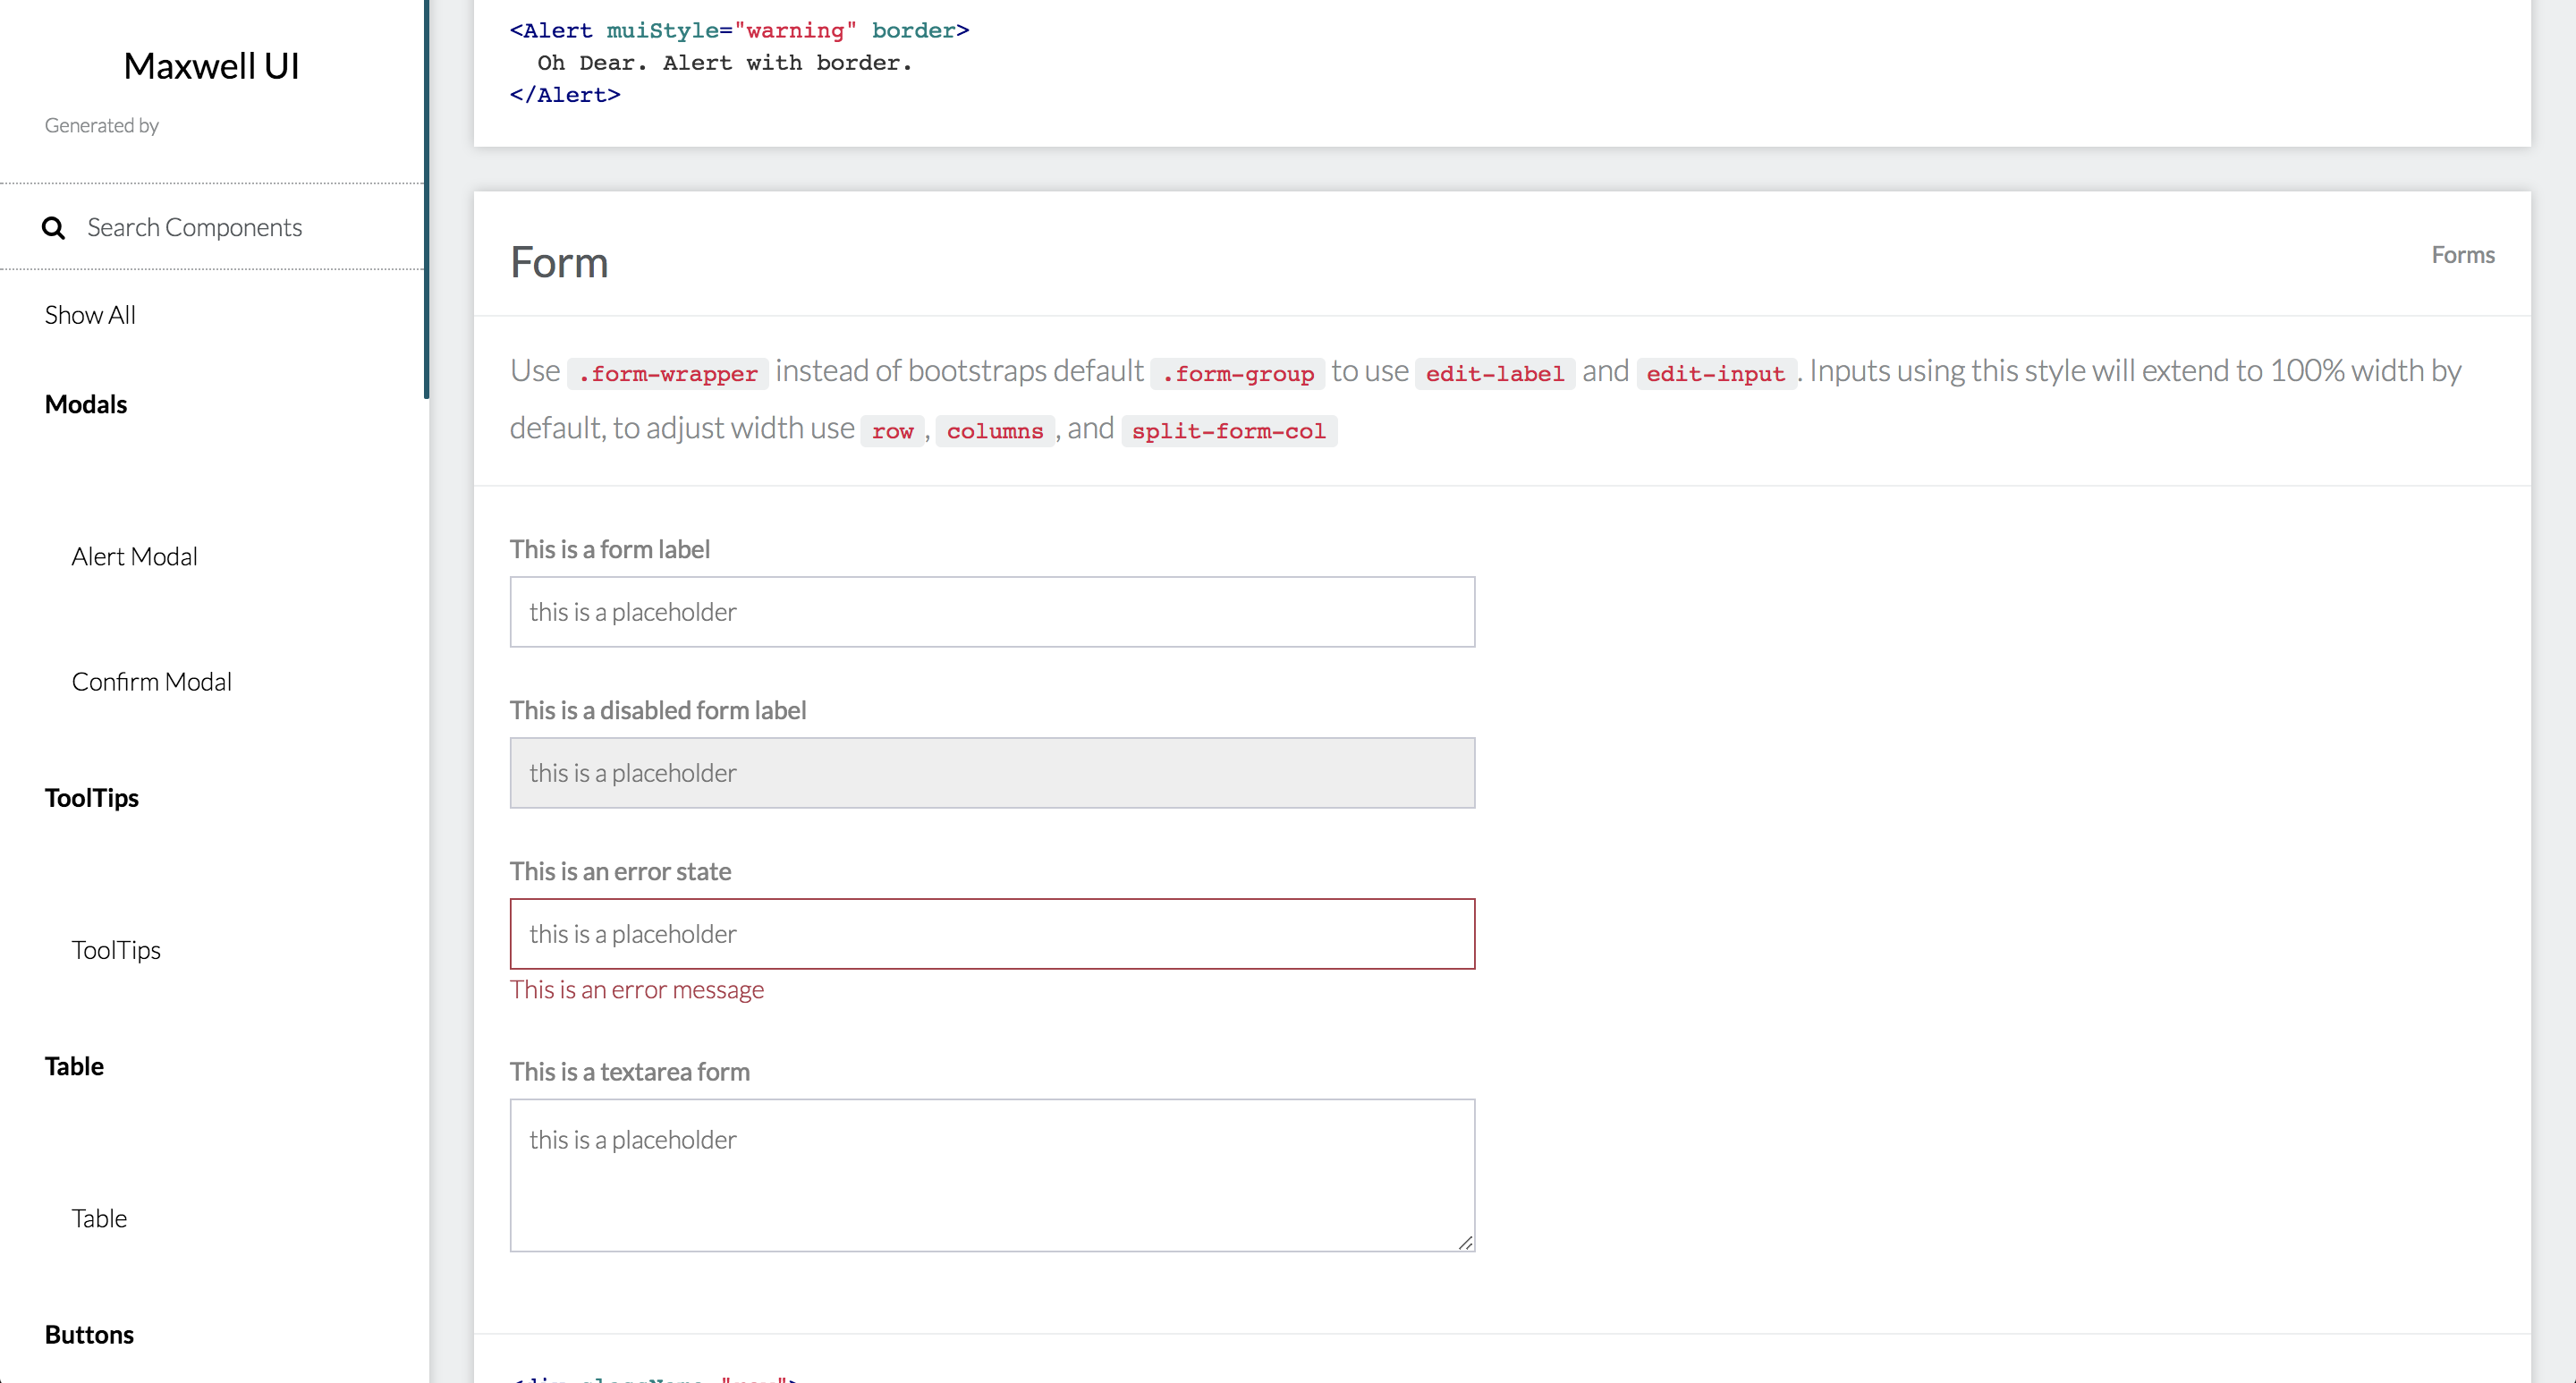 Maxwell UI
Generated by
Search Components
Show All
Modals
Alert Modal
Confirm Modal
ToolTips
ToolTips
Table
Table
Buttons
<Alert muiStyle="warning" border>
Oh Dear. Alert with border.
</Alert>
Form
Forms
Use .form-wrapper instead of bootstraps default .form-group to use edit-label and edit-input. Inputs using this style will extend to 100% width by
default, to adjust width use row, columns, and split-form-col
This is a form label
this is a placeholder
This is a disabled form label
this is a placeholder
This is an error state
this is a placeholder
This is an error message
This is a textarea form
this is a placeholder